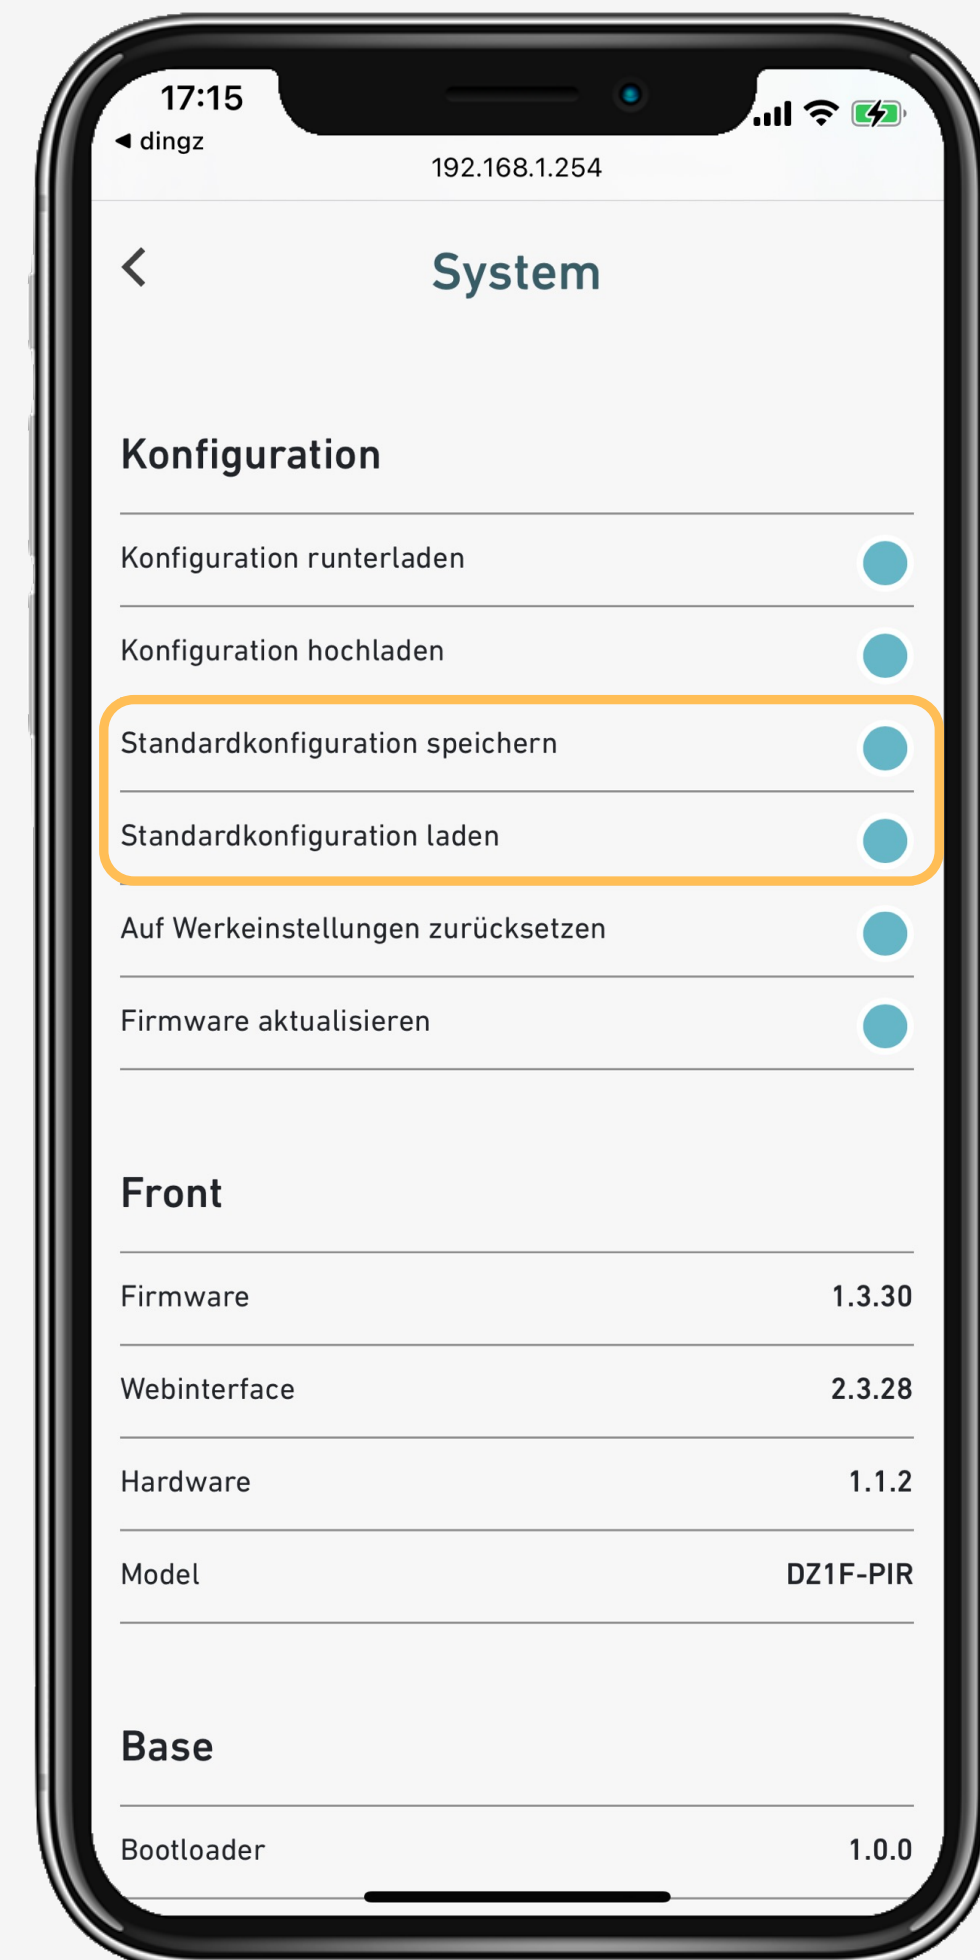 17:15
dingz
192.168.1.254
System
Konfiguration
Konfiguration runterladen
Konfiguration hochladen
Standardkonfiguration speichern
Standardkonfiguration laden
Auf Werkeinstellungen zurücksetzen
Firmware aktualisieren
Front
Firmware 1.3.30
Webinterface 2.3.28
Hardware 1.1.2
Model DZ1F-PIR
Base
Bootloader 1.0.0